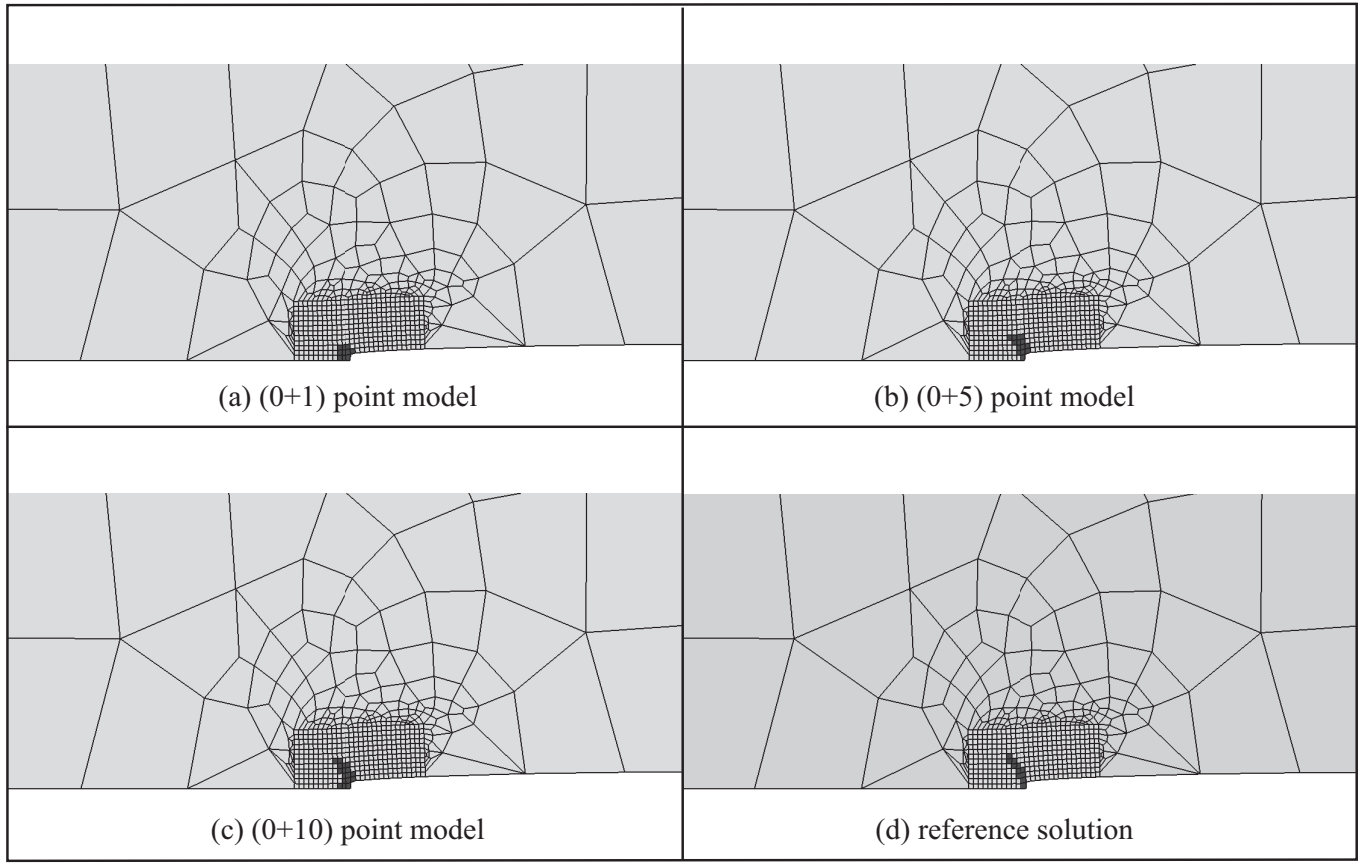 (a) (0+1) point model
(b) (0+5) point model
(c) (0+10) point model
(d) reference solution